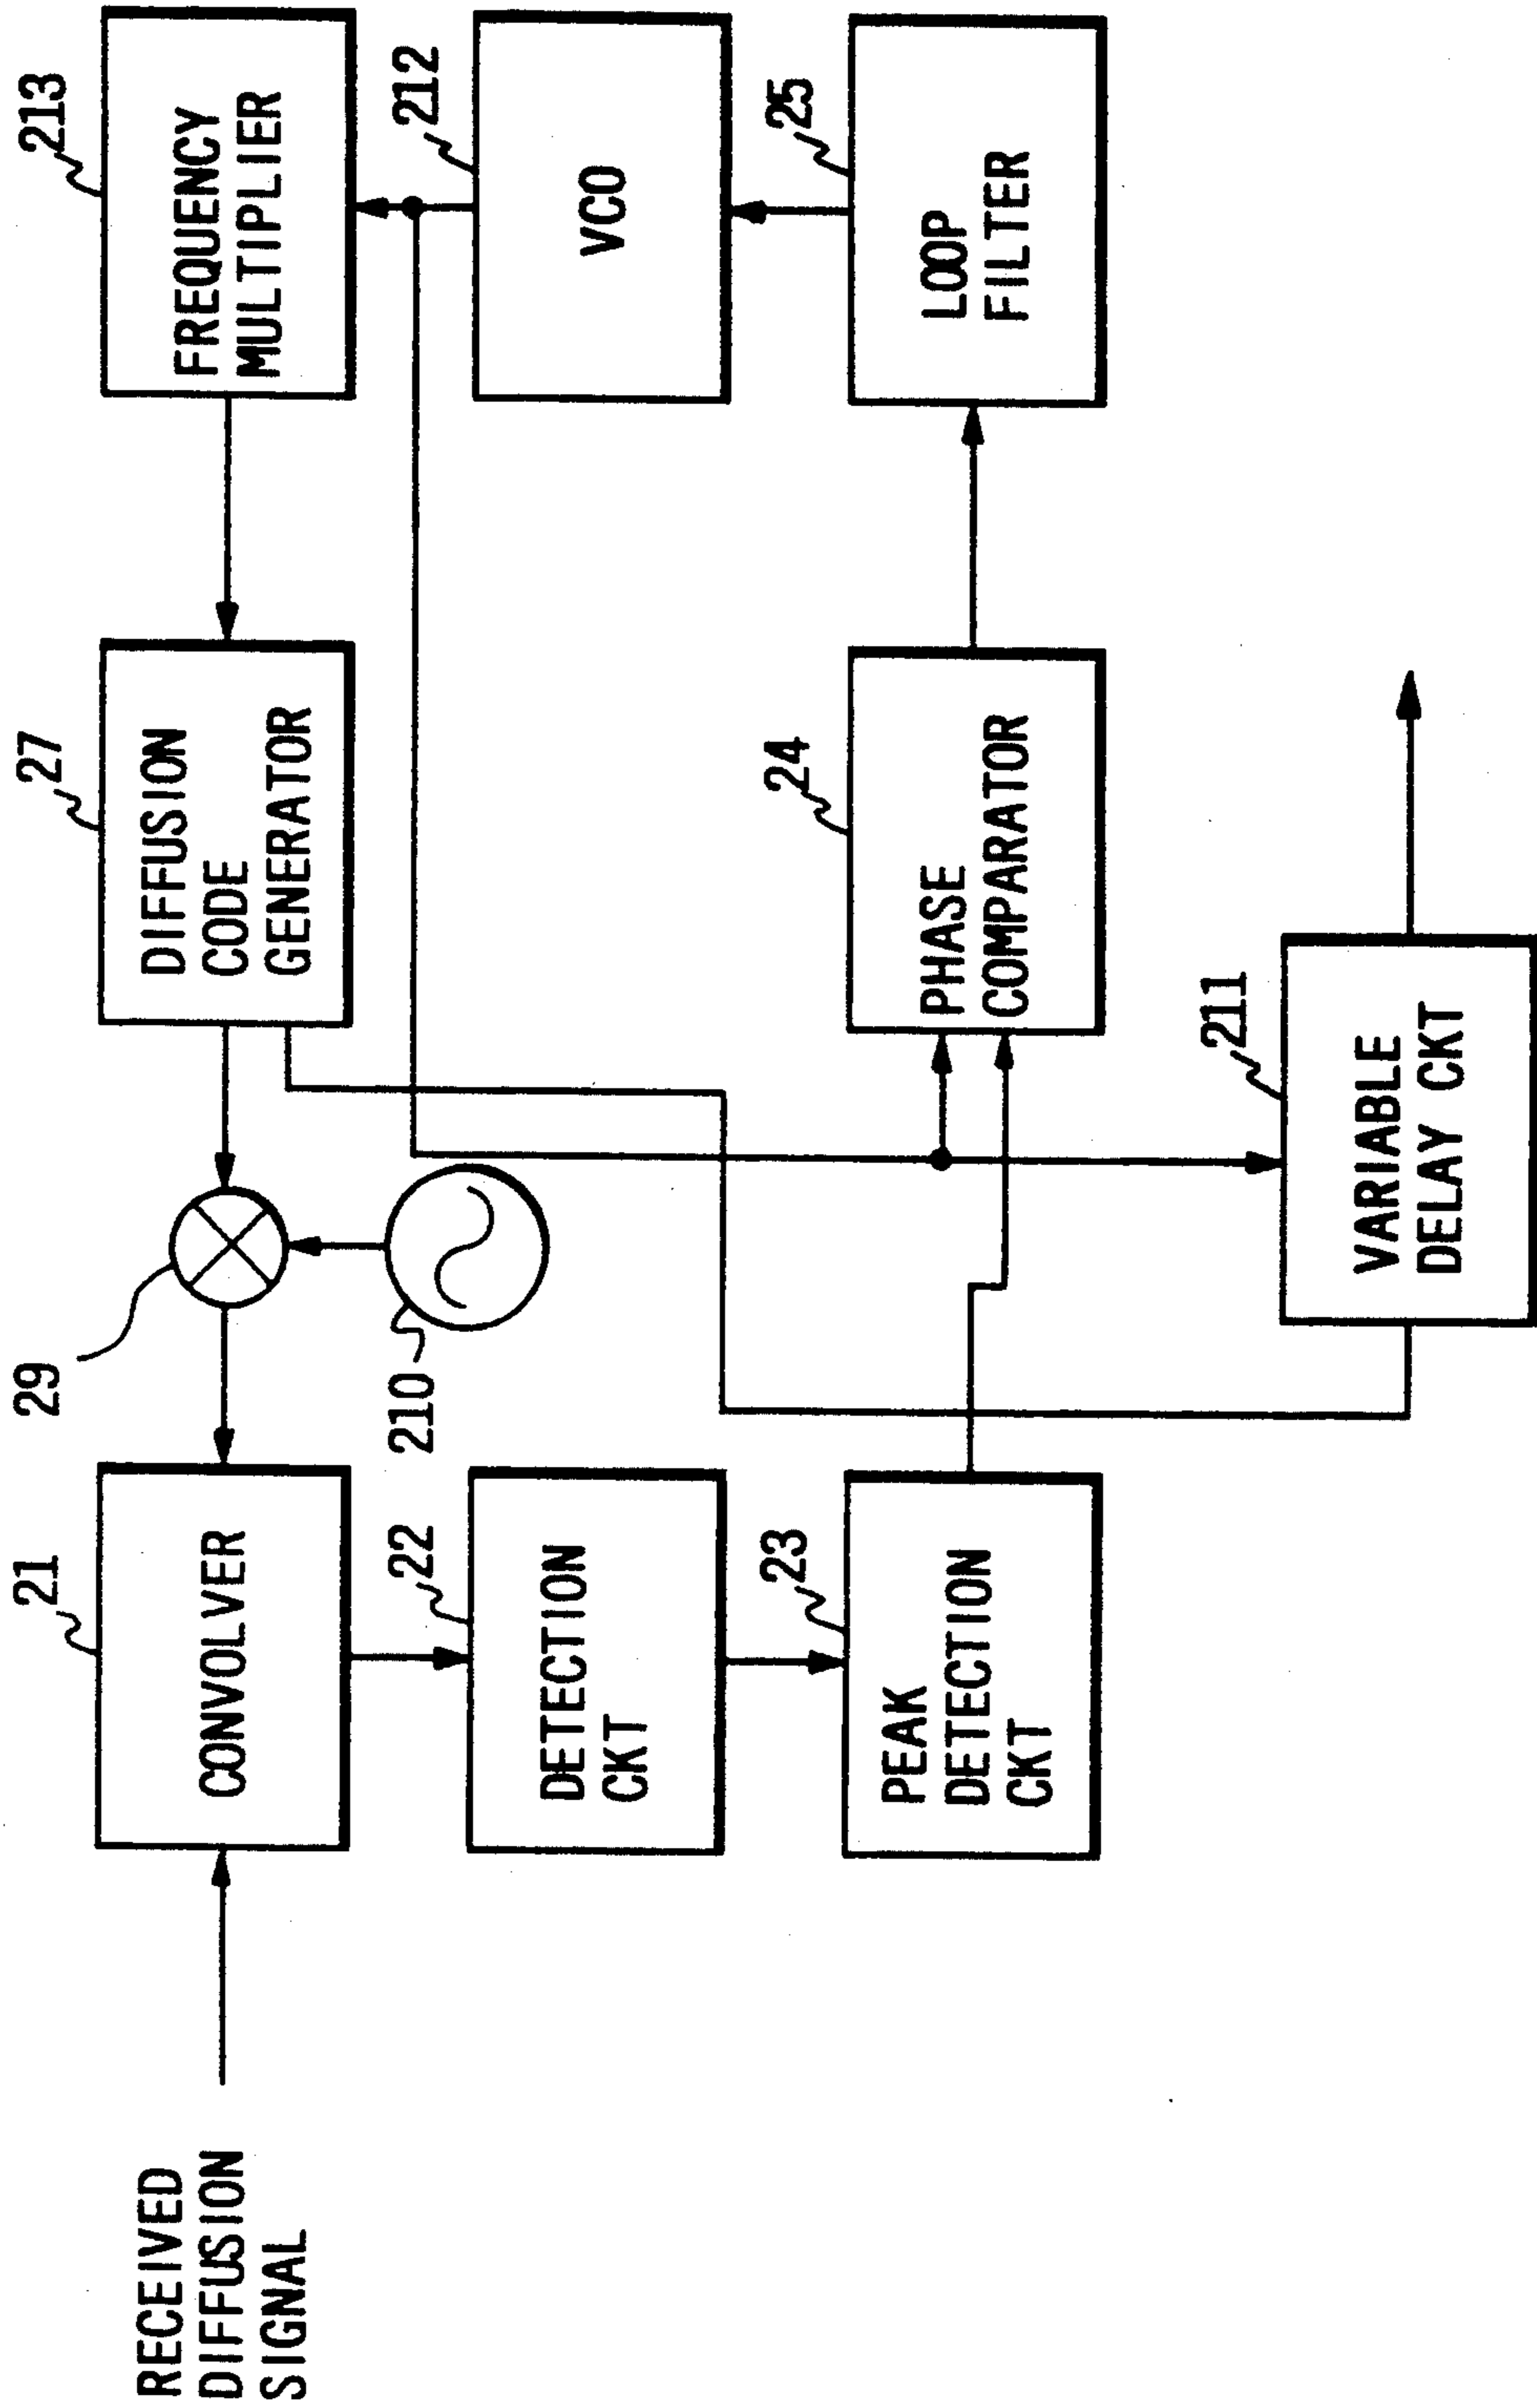 RECEIVED
DIFFUSION
SIGNAL
21
CONVOLVER
29
27
DIFFUSION
CODE
GENERATOR
213
FREQUENCY
MULTIPLIER
22
DETECTION
CKT
210
212
VCO
23
PEAK
DETECTION
CKT
24
PHASE
COMPARATOR
25
LOOP
FILTER
211
VARIABLE
DELAY CKT